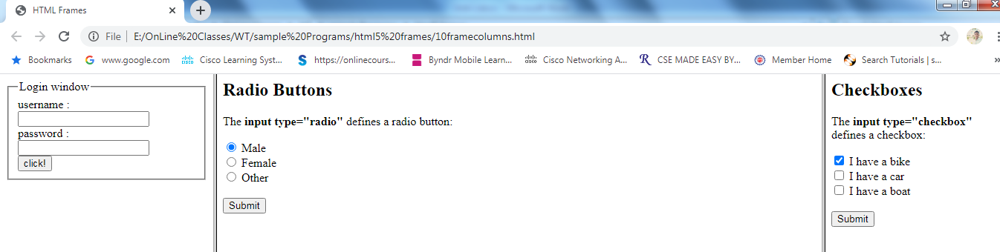 HTML Frames
File E:/OnLine%20Classes/WT/sample%20Programs/html5%20frames/10framecolumns.html
Bookmarks www.google.com Cisco Learning Syst... https://onlinecours... Byndr Mobile Learn... Cisco Networking A... CSE MADE EASY BY... Member Home Search Tutorials | s...
Login window
username :
password :
click!
Radio Buttons
The input type="radio" defines a radio button:
Male
Female
Other
Submit
Checkboxes
The input type="checkbox"
defines a checkbox:
I have a bike
I have a car
I have a boat
Submit